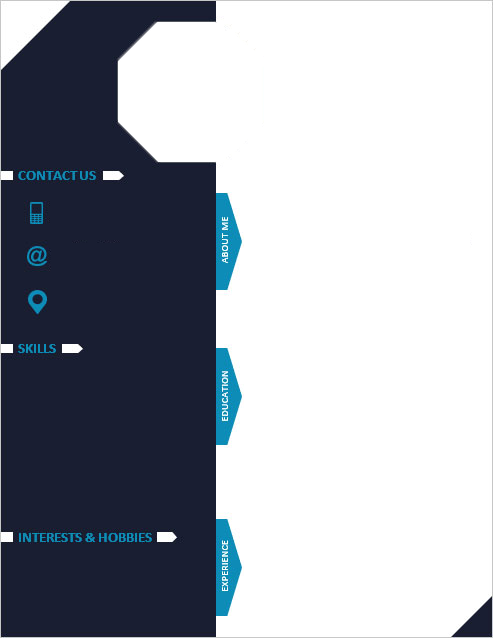 CONTACT US
@
SKILLS
INTERESTS & HOBBIES
ABOUT ME
EDUCATION
EXPERIENCE